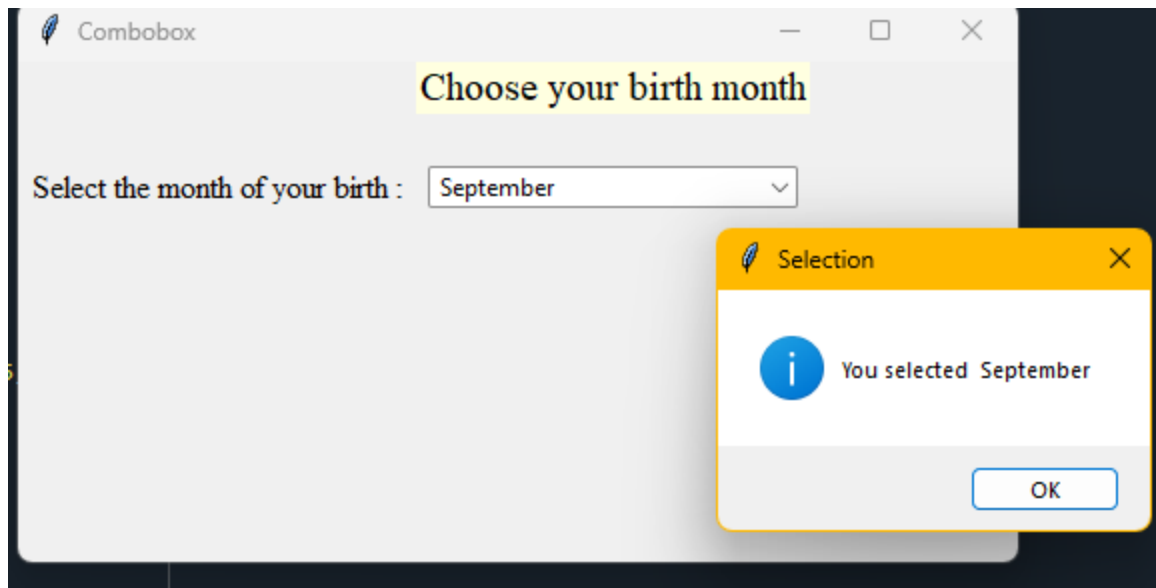 Combobox
Choose your birth month
Select the month of your birth : September
Selection
You selected  September
OK